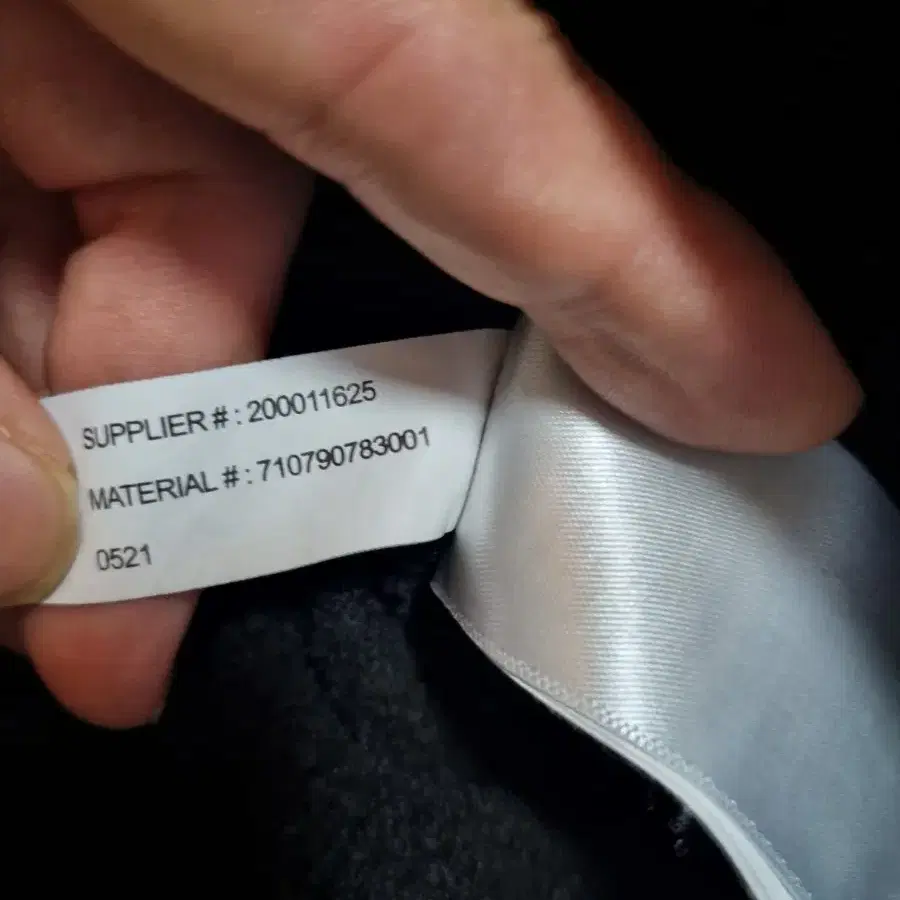 SUPPLIER # : 200011625
MATERIAL # : 710790783001
0521